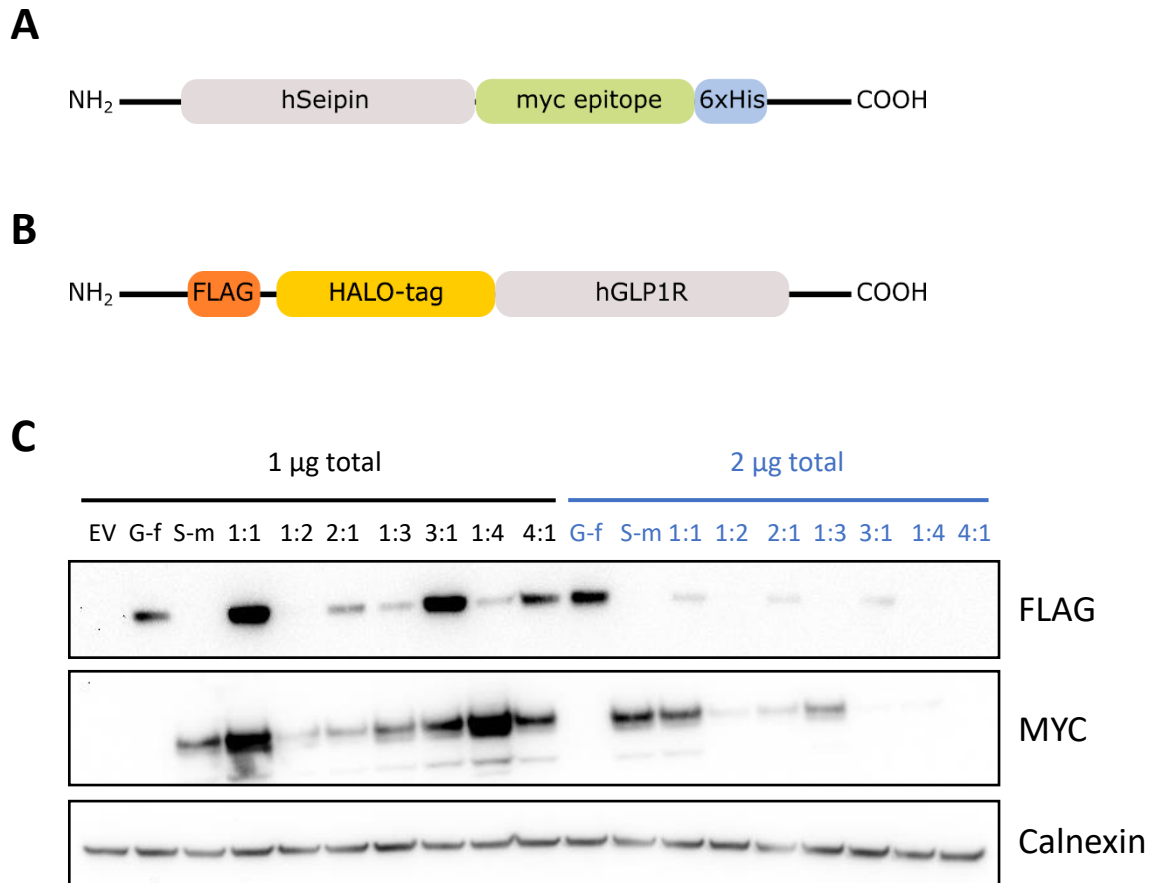 A
NH₂ hSeipin myc epitope 6xHis COOH
B
NH₂ FLAG HALO-tag hGLP1R COOH
C
1 µg total 2 µg total
EV G-f S-m 1:1 1:2 2:1 1:3 3:1 1:4 4:1 G-f S-m 1:1 1:2 2:1 1:3 3:1 1:4 4:1
FLAG
MYC
Calnexin